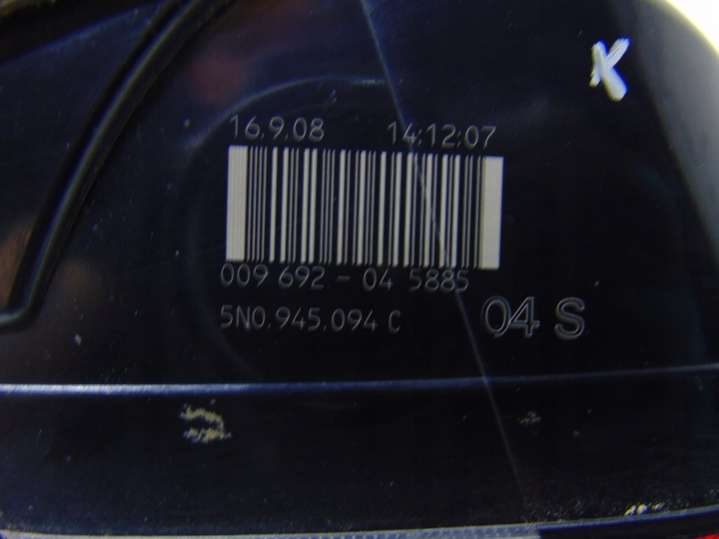 K
16.9.08 14:12:07
009 692 - 04 5885
5N0.945.094 C
04 S